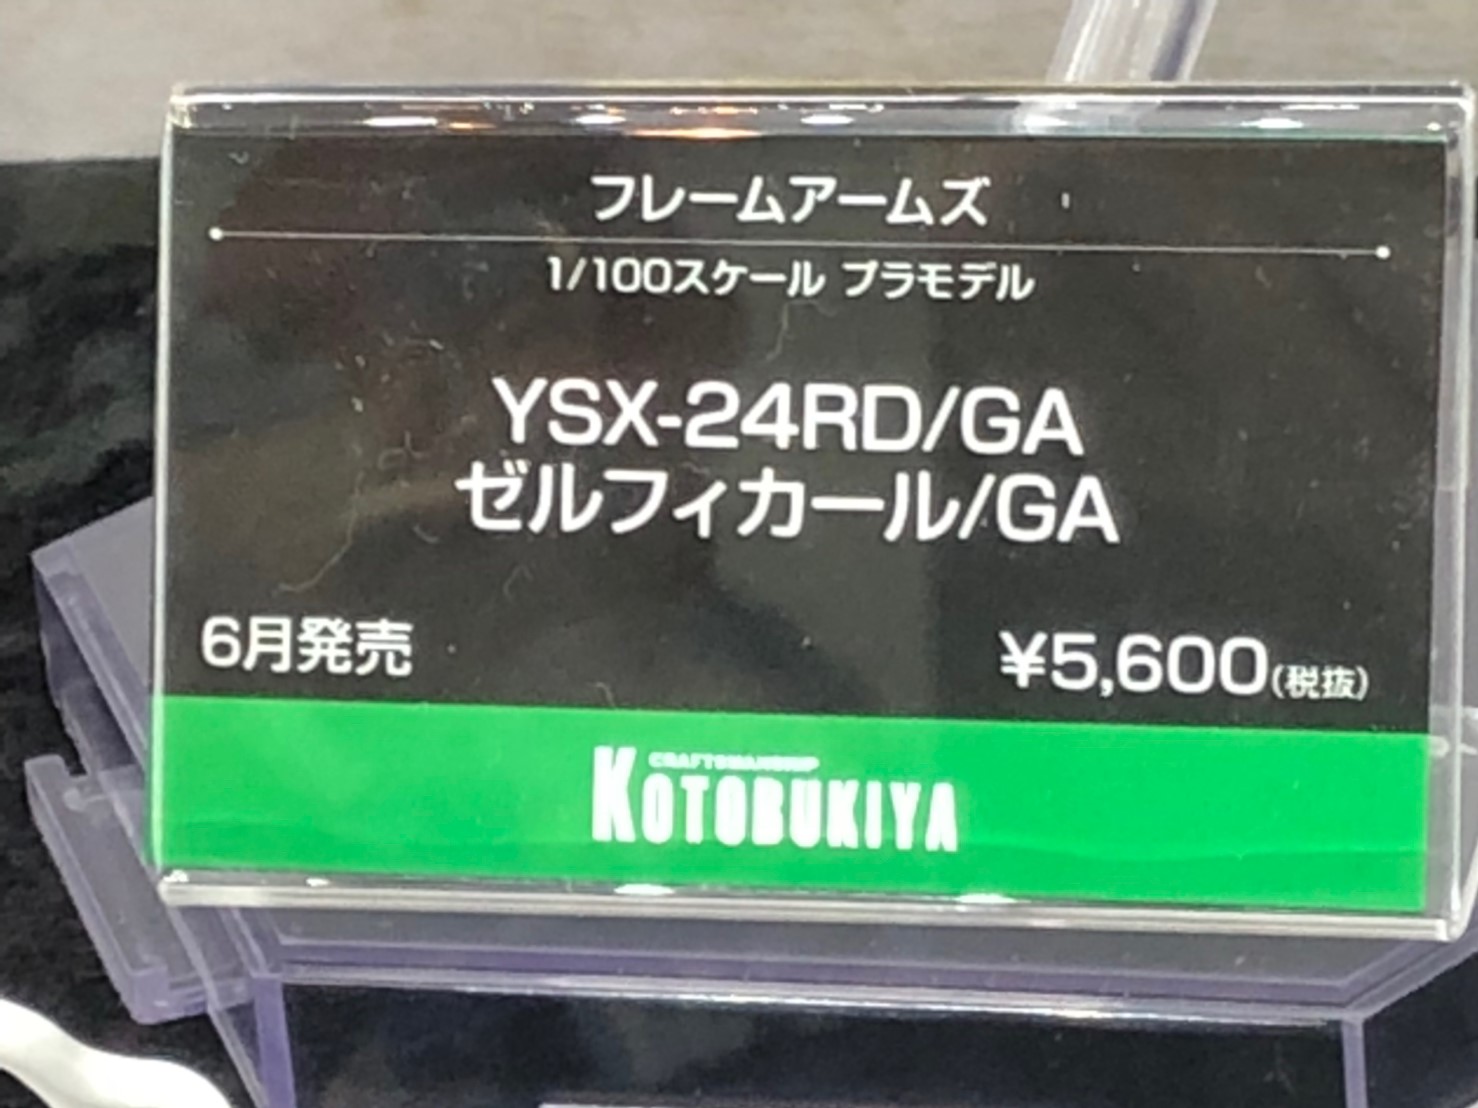 フレームアームズ
1/100スケール プラモデル
YSX-24RD/GA
ゼルフィカール/GA
6月発売
¥5,600(税抜)
CRAFTSMANSHIP
KOTOBUKIYA